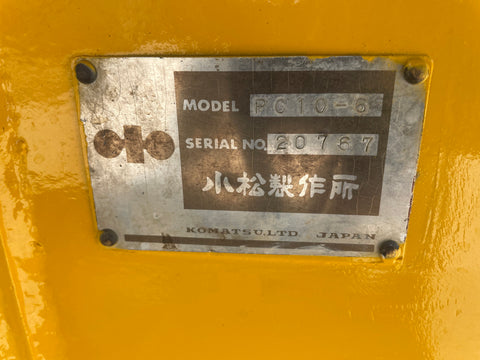 MODEL PC10-6
SERIAL NO. 20767
小松製作所
KOMATSU.LTD. JAPAN